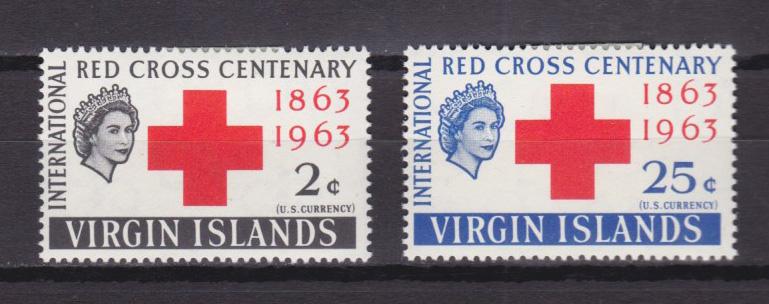 INTERNATIONAL
RED CROSS CENTENARY
1863
1963
2¢
(U.S. CURRENCY)
VIRGIN ISLANDS
INTERNATIONAL
RED CROSS CENTENARY
1863
1963
25¢
(U.S. CURRENCY)
VIRGIN ISLANDS